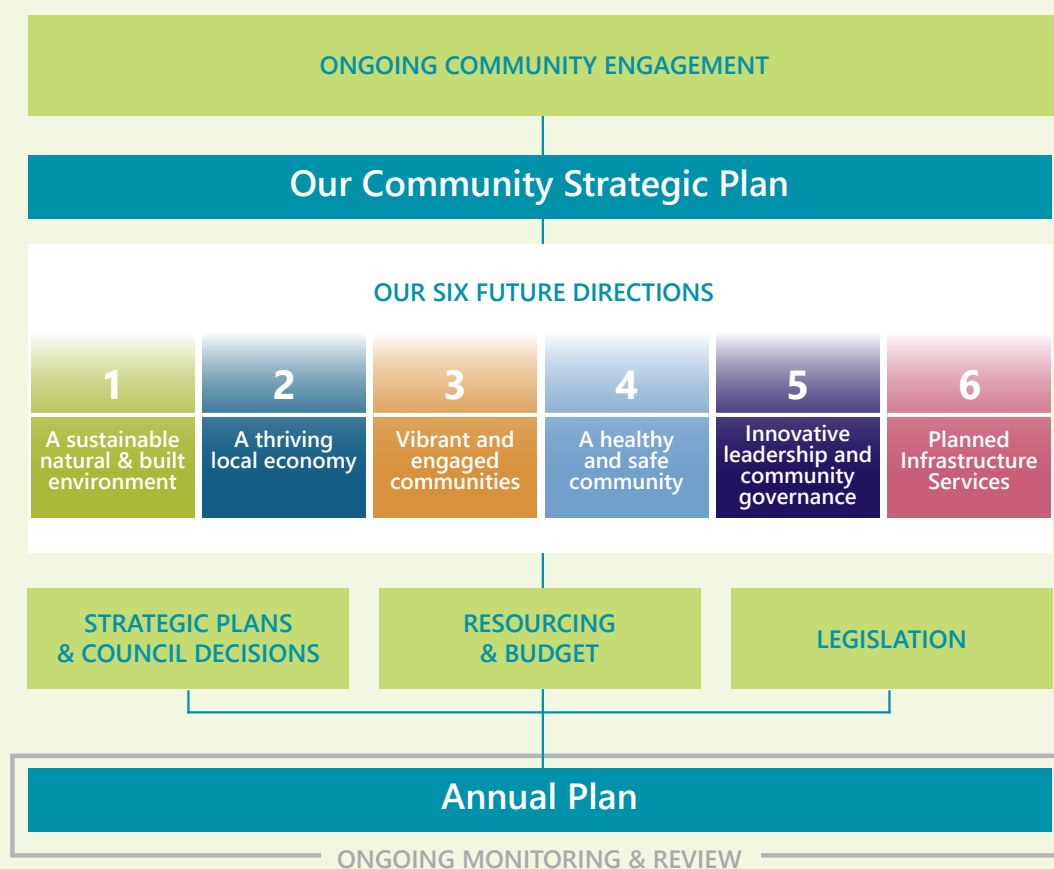 ONGOING COMMUNITY ENGAGEMENT
Our Community Strategic Plan
OUR SIX FUTURE DIRECTIONS
1
A sustainable
natural & built
environment
2
A thriving
local economy
3
Vibrant and
engaged
communities
4
A healthy
and safe
community
5
Innovative
leadership and
community
governance
6
Planned
Infrastructure
Services
STRATEGIC PLANS
& COUNCIL DECISIONS
RESOURCING
& BUDGET
LEGISLATION
Annual Plan
ONGOING MONITORING & REVIEW